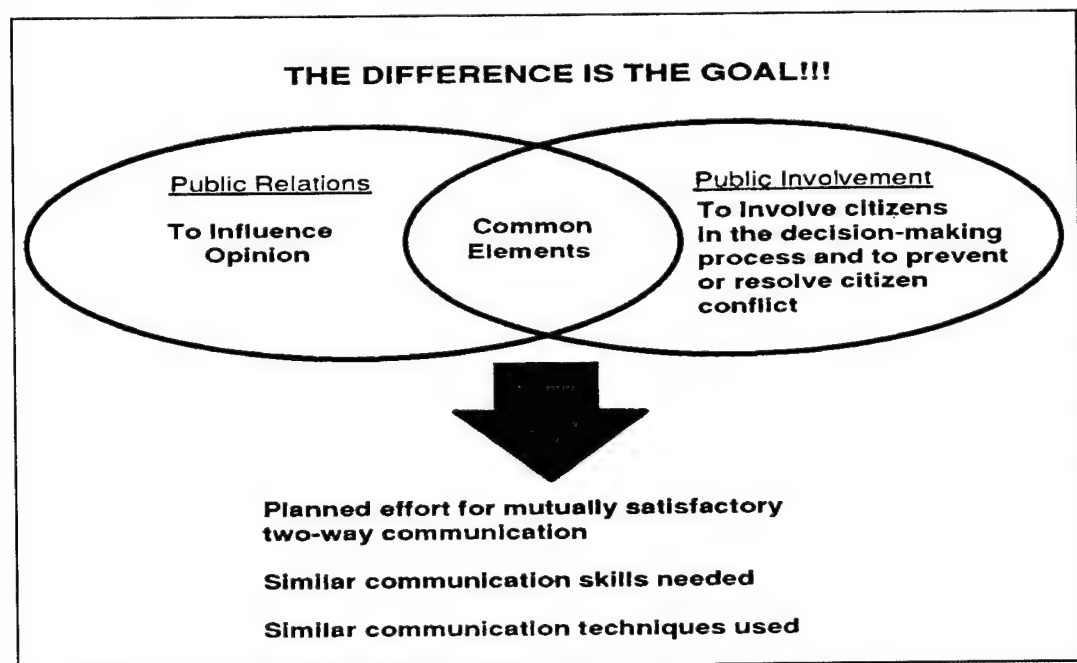 THE DIFFERENCE IS THE GOAL!!!
Public Relations
To Influence
Opinion
Common
Elements
Public Involvement
To Involve citizens
in the decision-making
process and to prevent
or resolve citizen
conflict
Planned effort for mutually satisfactory
two-way communication
Similar communication skills needed
Similar communication techniques used